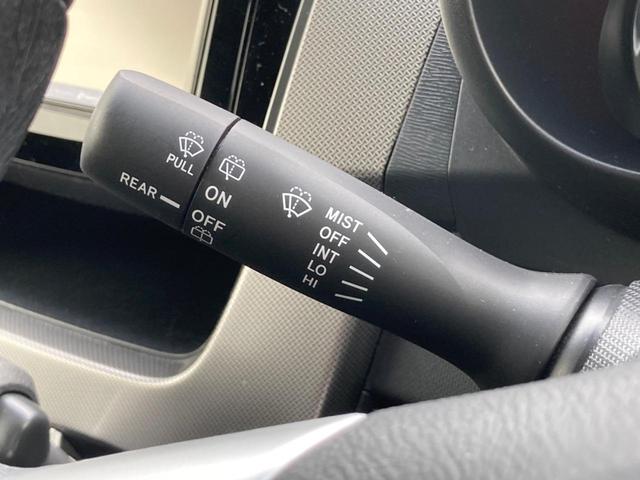 PULL
REAR
ON
OFF
MIST
OFF
INT
LO
HI